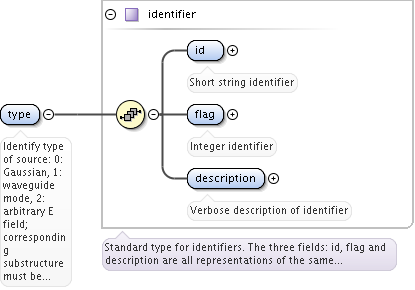 identifier
id
Short string identifier
flag
Integer identifier
description
Verbose description of identifier
type
Identify type
of source: 0:
Gaussian, 1:
waveguide
mode, 2:
arbitrary E
field;
correspondin
g
substructure
must be...
Standard type for identifiers. The three fields: id, flag and
description are all representations of the same...